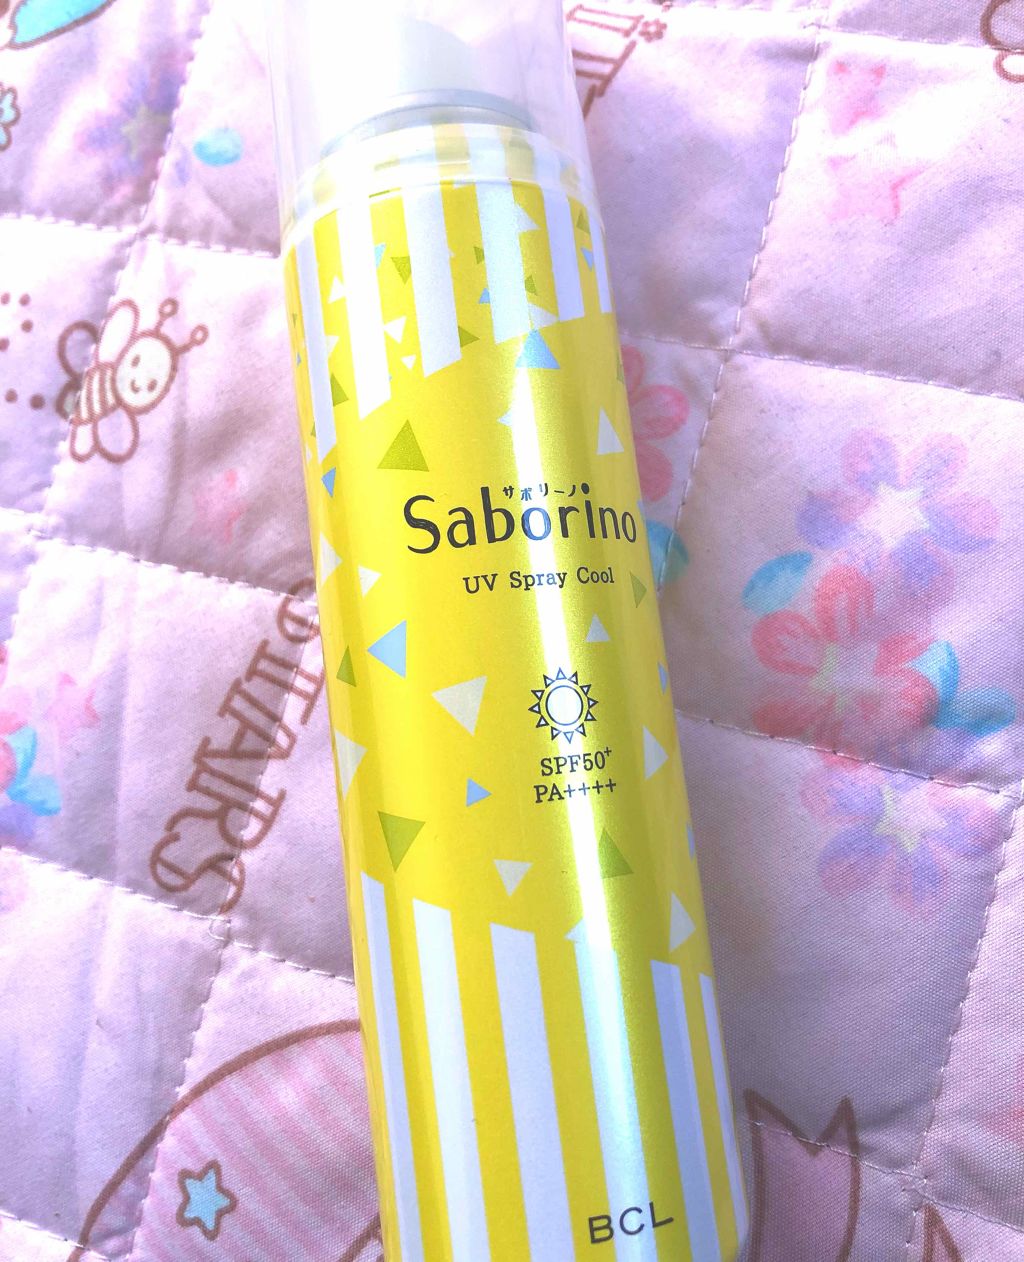 サボリーノ
Saborino
UV Spray Cool
SPF50+
PA++++
BCL